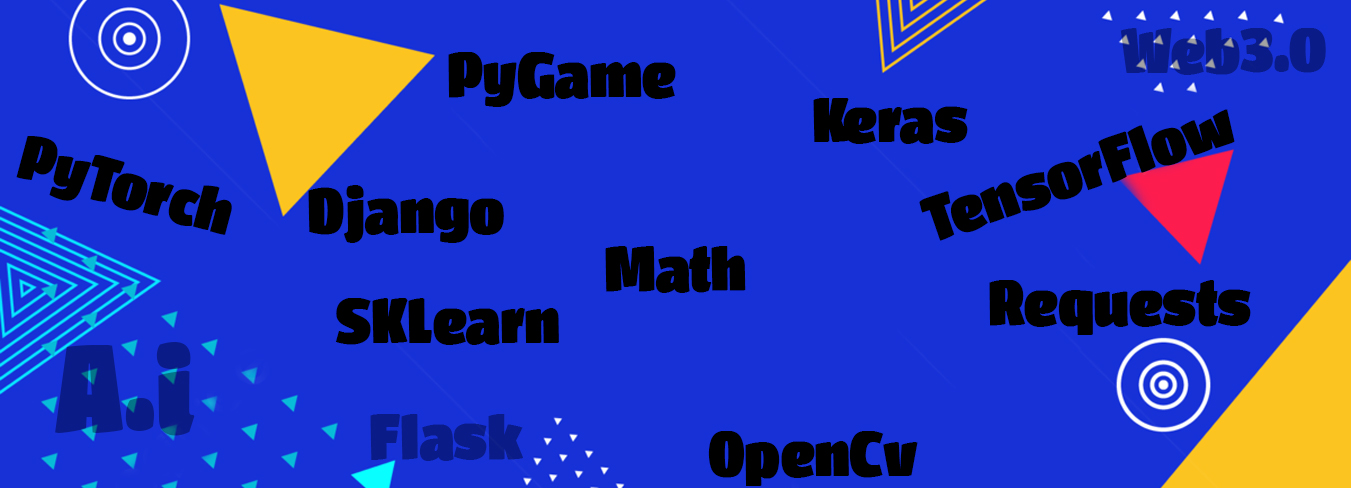 Web3.0
PyGame
Keras
PyTorch
TensorFlow
Django
Math
SKLearn
Requests
A.i
Flask
OpenCv